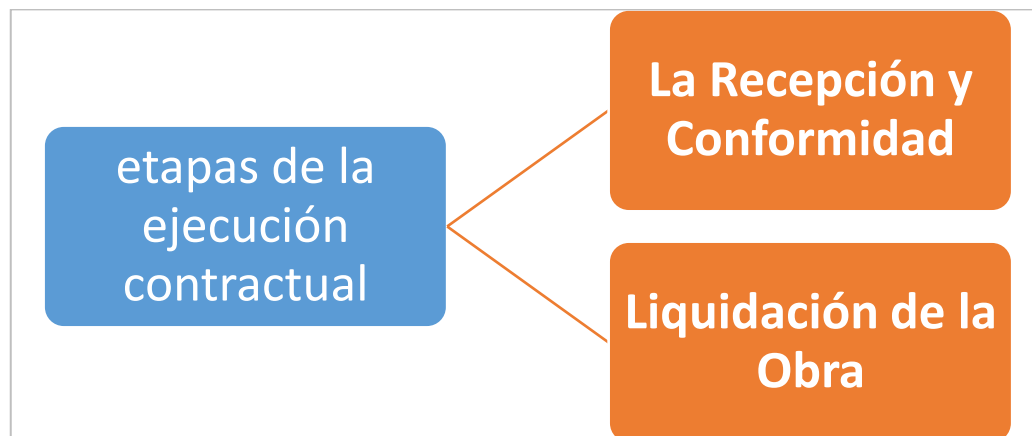 etapas de la
ejecución
contractual
La Recepción y
Conformidad
Liquidación de la
Obra